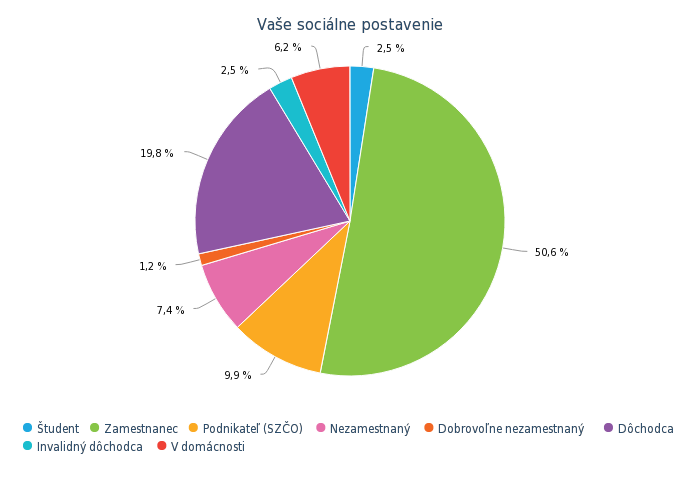 Vaše sociálne postavenie
6,2 %
2,5 %
2,5 %
19,8 %
50,6 %
1,2 %
7,4 %
9,9 %
Študent Zamestnanec Podnikateľ (SZČO) Nezamestnaný Dobrovoľne nezamestnaný Dôchodca
Invalidný dôchodca V domácnosti